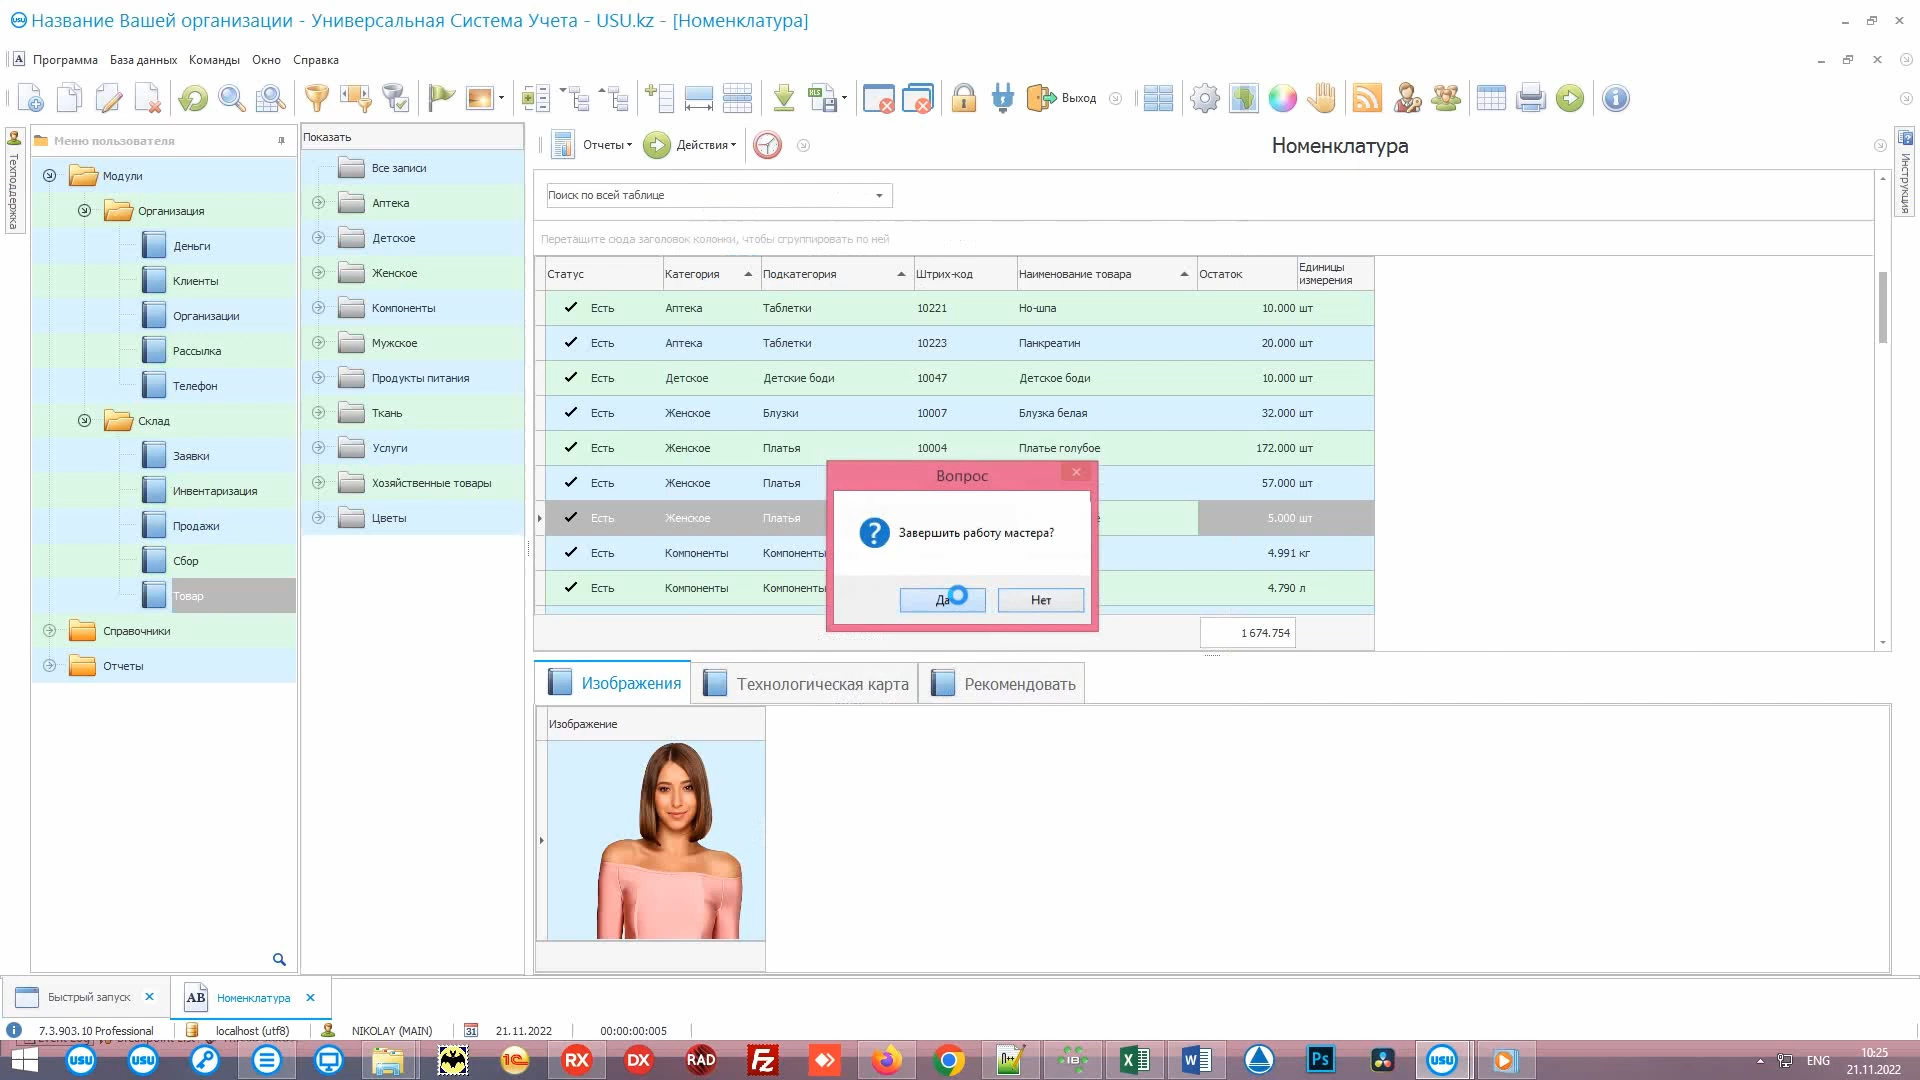 Название Вашей организации - Универсальная Система Учета - USU.kz - [Номенклатура]
Программа База данных Команды Окно Справка
Выход
Техподдержка
Меню пользователя
Модули
Организация
Деньги
Клиенты
Организации
Рассылка
Телефон
Склад
Заявки
Инвентаризация
Продажи
Сбор
Товар
Справочники
Отчеты
Показать
Все записи
Аптека
Детское
Женское
Компоненты
Мужское
Продукты питания
Ткань
Услуги
Хозяйственные товары
Цветы
Отчеты Действия Номенклатура
Инструкция
Поиск по всей таблице
Перетащите сюда заголовок колонки, чтобы сгруппировать по ней
Статус Категория Подкатегория Штрих-код Наименование товара Остаток Единицы
измерения
Есть Аптека Таблетки 10221 Но-шпа 10.000 шт
Есть Аптека Таблетки 10223 Панкреатин 20.000 шт
Есть Детское Детские боди 10047 Детское боди 10.000 шт
Есть Женское Блузки 10007 Блузка белая 32.000 шт
Есть Женское Платья 10004 Платье голубое 172.000 шт
Есть Женское Платья 57.000 шт
Есть Женское Платья 5.000 шт
Есть Компоненты Компоненты 4.991 кг
Есть Компоненты Компоненты 4.790 л
1 674.754
Вопрос
Завершить работу мастера?
Да Нет
Изображения Технологическая карта Рекомендовать
Изображение
Быстрый запуск Номенклатура
7.3.903.10 Professional localhost (utf8) NIKOLAY (MAIN) 21.11.2022 00:00:00:005
ENG
10:25
21.11.2022